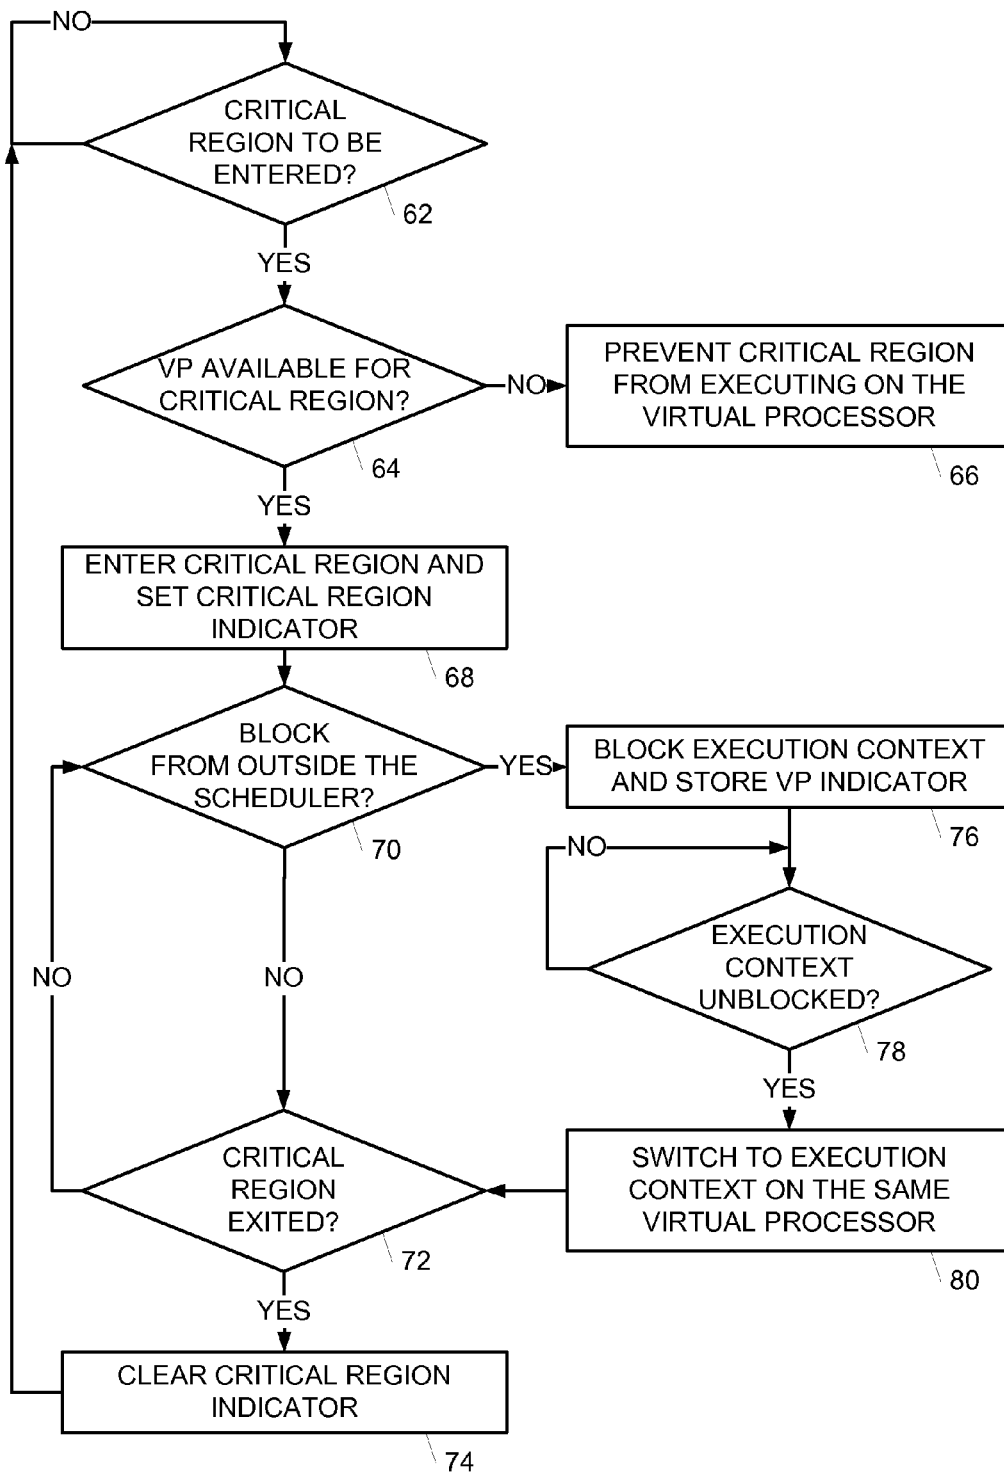 NO
CRITICAL
REGION TO BE
ENTERED?
62
YES
VP AVAILABLE FOR
CRITICAL REGION?
64
NO
PREVENT CRITICAL REGION
FROM EXECUTING ON THE
VIRTUAL PROCESSOR
66
YES
ENTER CRITICAL REGION AND
SET CRITICAL REGION
INDICATOR
68
BLOCK
FROM OUTSIDE THE
SCHEDULER?
70
YES
BLOCK EXECUTION CONTEXT
AND STORE VP INDICATOR
76
NO
EXECUTION
CONTEXT
UNBLOCKED?
78
NO
NO
YES
CRITICAL
REGION
EXITED?
72
SWITCH TO EXECUTION
CONTEXT ON THE SAME
VIRTUAL PROCESSOR
80
YES
CLEAR CRITICAL REGION
INDICATOR
74